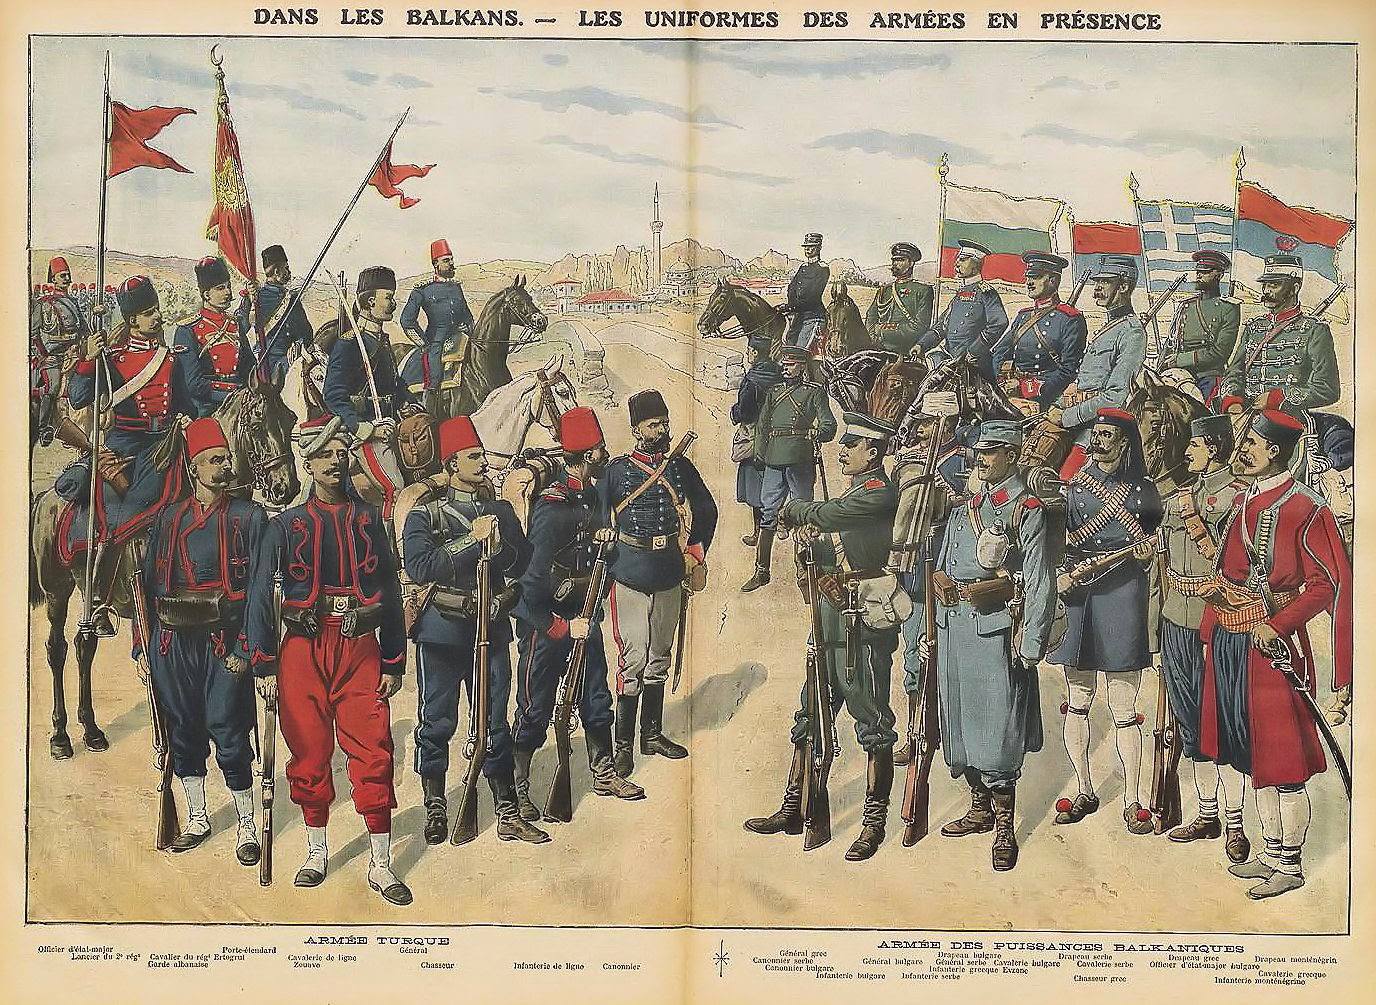 DANS LES BALKANS. — LES UNIFORMES DES ARMÉES EN PRÉSENCE
ARMÉE TURQUE
Officier d'état-major Porte-étendard Général
Lancier du 2e régt Cavalier du régt Ertogrul Cavalerie de ligne
Garde albanaise Zouave Chasseur Infanterie de ligne Canonnier
ARMÉE DES PUISSANCES BALKANIQUES
Général grec Drapeau bulgare Drapeau serbe Drapeau grec Drapeau monténégrin
Canonnier serbe Général bulgare Général serbe Cavalerie bulgare Cavalerie serbe Officier d'état-major bulgare
Canonnier bulgare Infanterie grecque Evzone Cavalerie grecque
Infanterie bulgare Infanterie serbe Chasseur grec Infanterie monténégrine